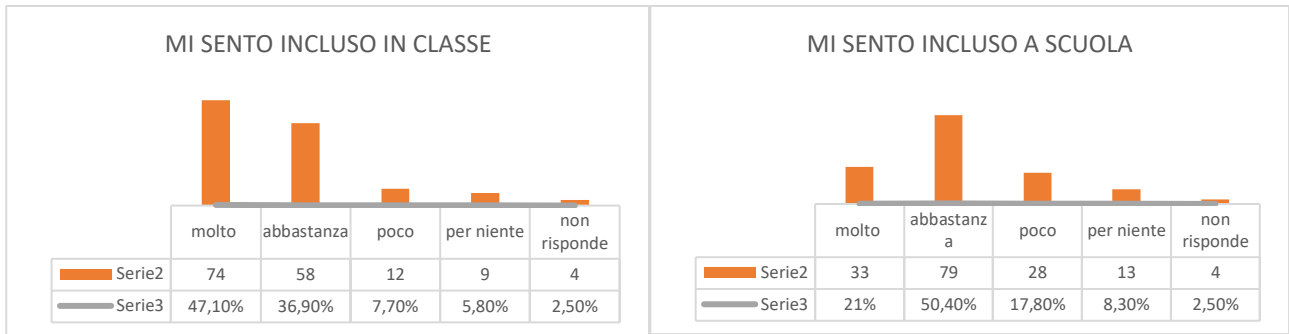 MI SENTO INCLUSO IN CLASSE
molto abbastanza poco per niente non
risponde
Serie2 74 58 12 9 4
Serie3 47,10% 36,90% 7,70% 5,80% 2,50%
MI SENTO INCLUSO A SCUOLA
molto abbastanz
a poco per niente non
risponde
Serie2 33 79 28 13 4
Serie3 21% 50,40% 17,80% 8,30% 2,50%